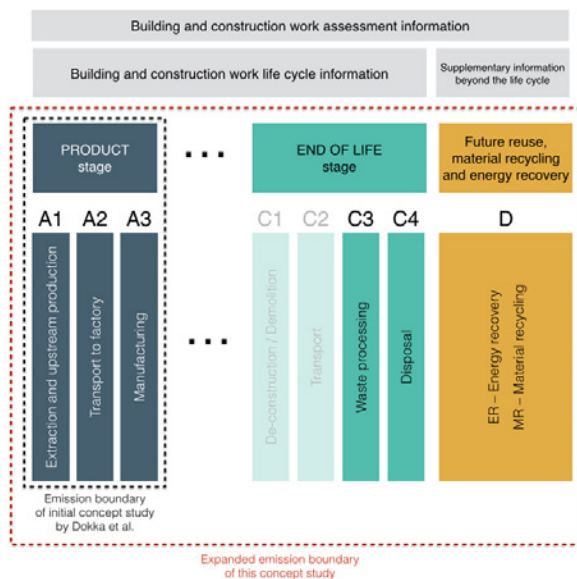 Building and construction work assessment information
Building and construction work life cycle information
Supplementary information
beyond the life cycle
PRODUCT
stage
...
END OF LIFE
stage
Future reuse,
material recycling
and energy recovery
A1
A2
A3
C1
C2
C3
C4
D
Extraction and upstream production
Transport to factory
Manufacturing
...
De-construction / Demolition
Transport
Waste processing
Disposal
ER – Energy recovery
MR – Material recycling
Emission boundary
of initial concept study
by Dokka et al.
Expanded emission boundary
of this concept study